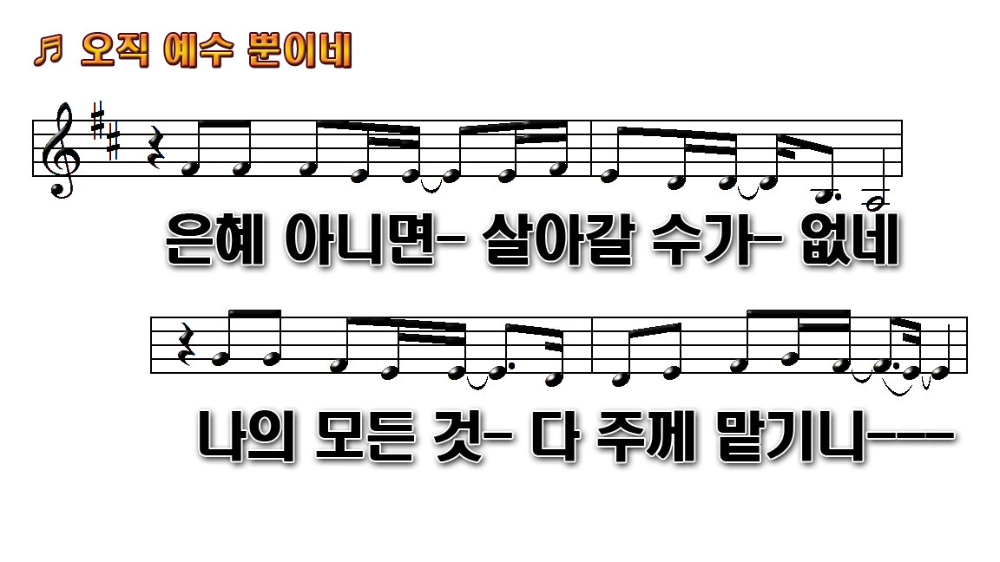 ♬ 오직 예수 뿐이네
은혜 아니면- 살아갈 수가- 없네
나의 모든 것- 다 주께 맡기니---